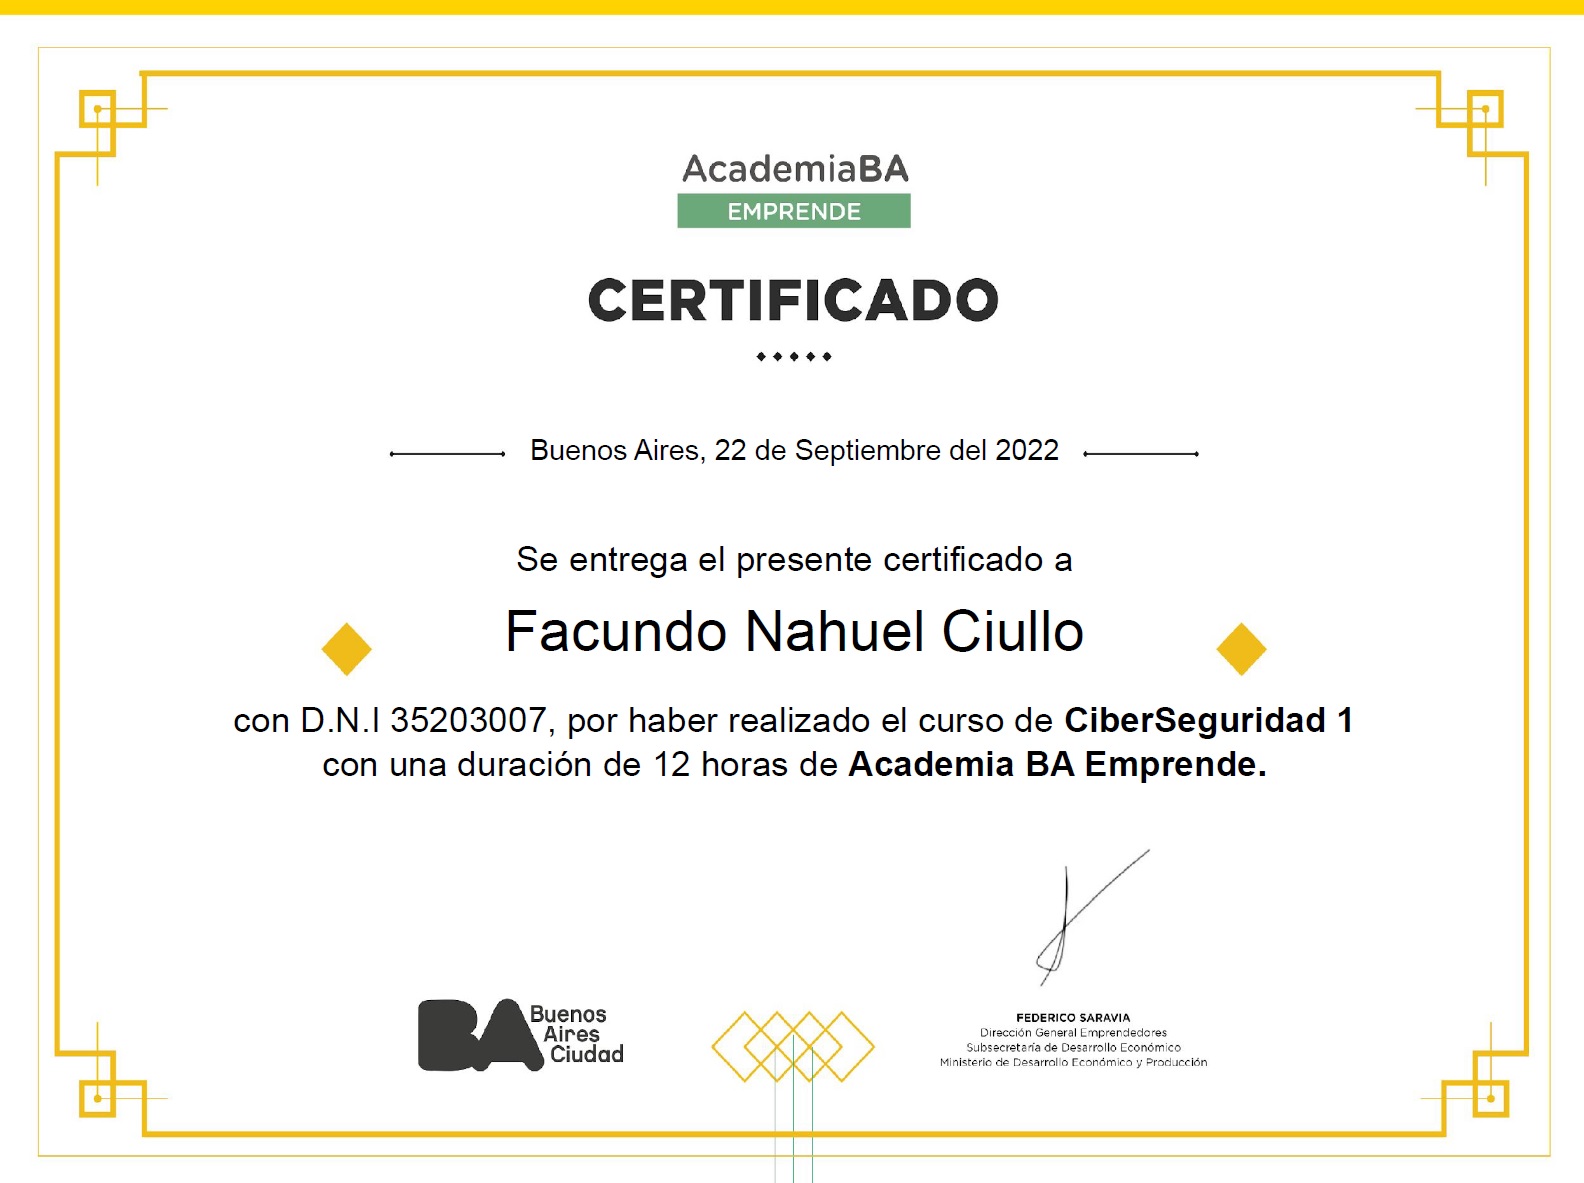 AcademiaBA
EMPRENDE
CERTIFICADO
Buenos Aires, 22 de Septiembre del 2022
Se entrega el presente certificado a
Facundo Nahuel Ciullo
con D.N.I 35203007, por haber realizado el curso de CiberSeguridad 1
con una duración de 12 horas de Academia BA Emprende.
BA Buenos
Aires
Ciudad
FEDERICO SARAVIA
Dirección General Emprendedores
Subsecretaría de Desarrollo Económico
Ministerio de Desarrollo Económico y Producción